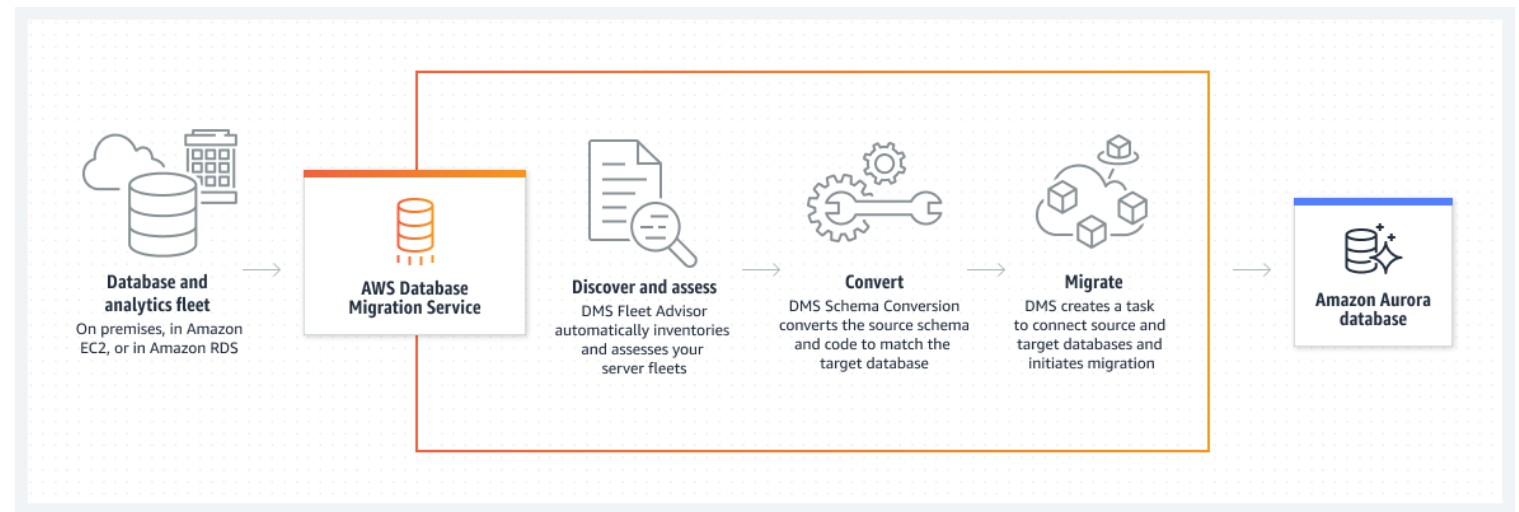 Database and
analytics fleet
On premises, in Amazon
EC2, or in Amazon RDS
AWS Database
Migration Service
Discover and assess
DMS Fleet Advisor
automatically inventories
and assesses your
server fleets
Convert
DMS Schema Conversion
converts the source schema
and code to match the
target database
Migrate
DMS creates a task
to connect source and
target databases and
initiates migration
Amazon Aurora
database